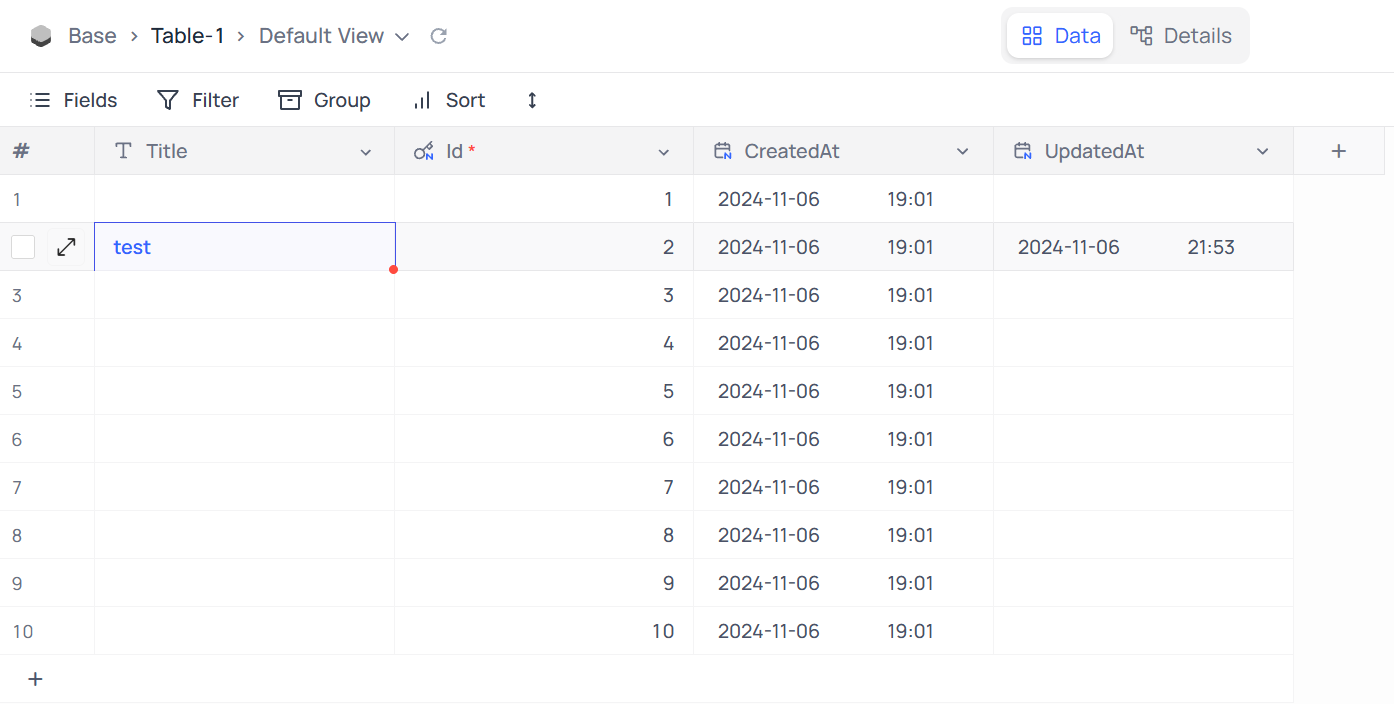 Base > Table-1 > Default View
Data Details
Fields Filter Group Sort
# Title Id * CreatedAt UpdatedAt +
1 1 2024-11-06 19:01
test 2 2024-11-06 19:01 2024-11-06 21:53
3 3 2024-11-06 19:01
4 4 2024-11-06 19:01
5 5 2024-11-06 19:01
6 6 2024-11-06 19:01
7 7 2024-11-06 19:01
8 8 2024-11-06 19:01
9 9 2024-11-06 19:01
10 10 2024-11-06 19:01
+